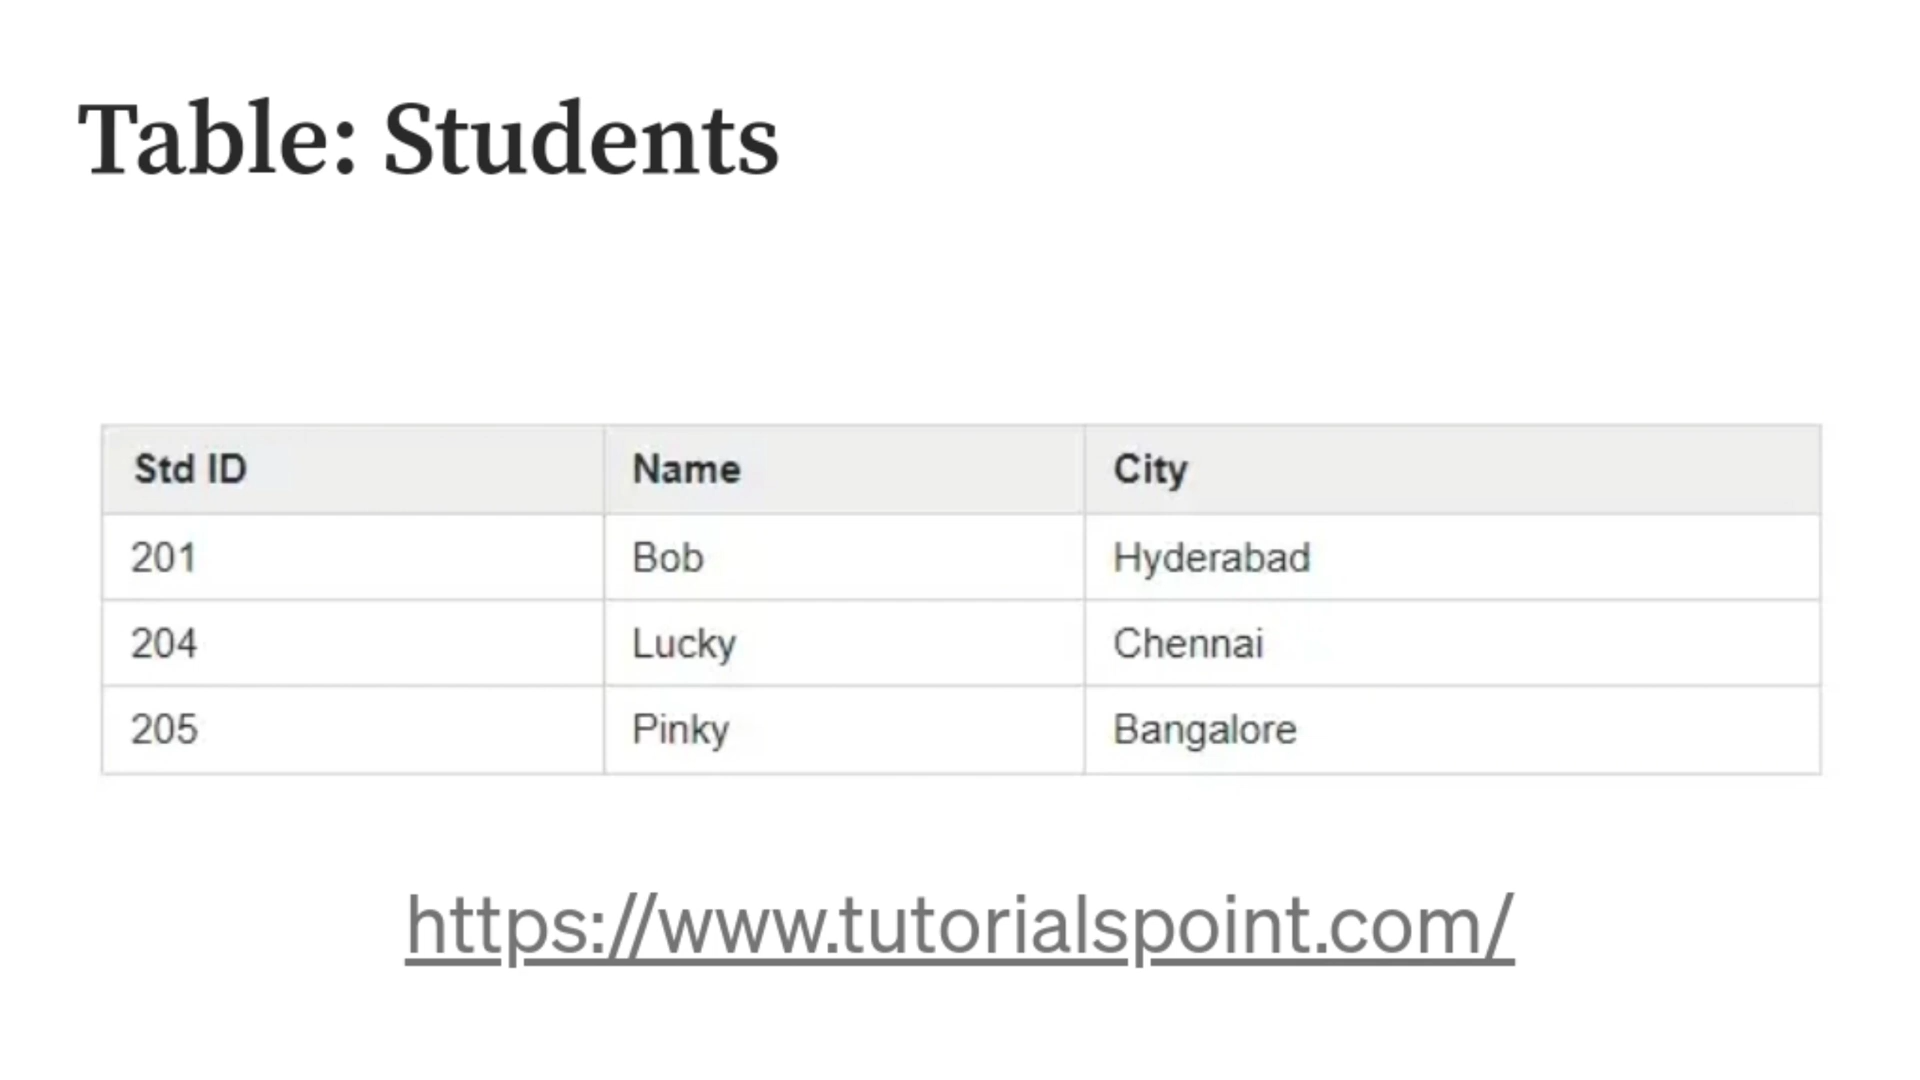 Table: Students
Std ID Name City
201 Bob Hyderabad
204 Lucky Chennai
205 Pinky Bangalore
https://www.tutorialspoint.com/